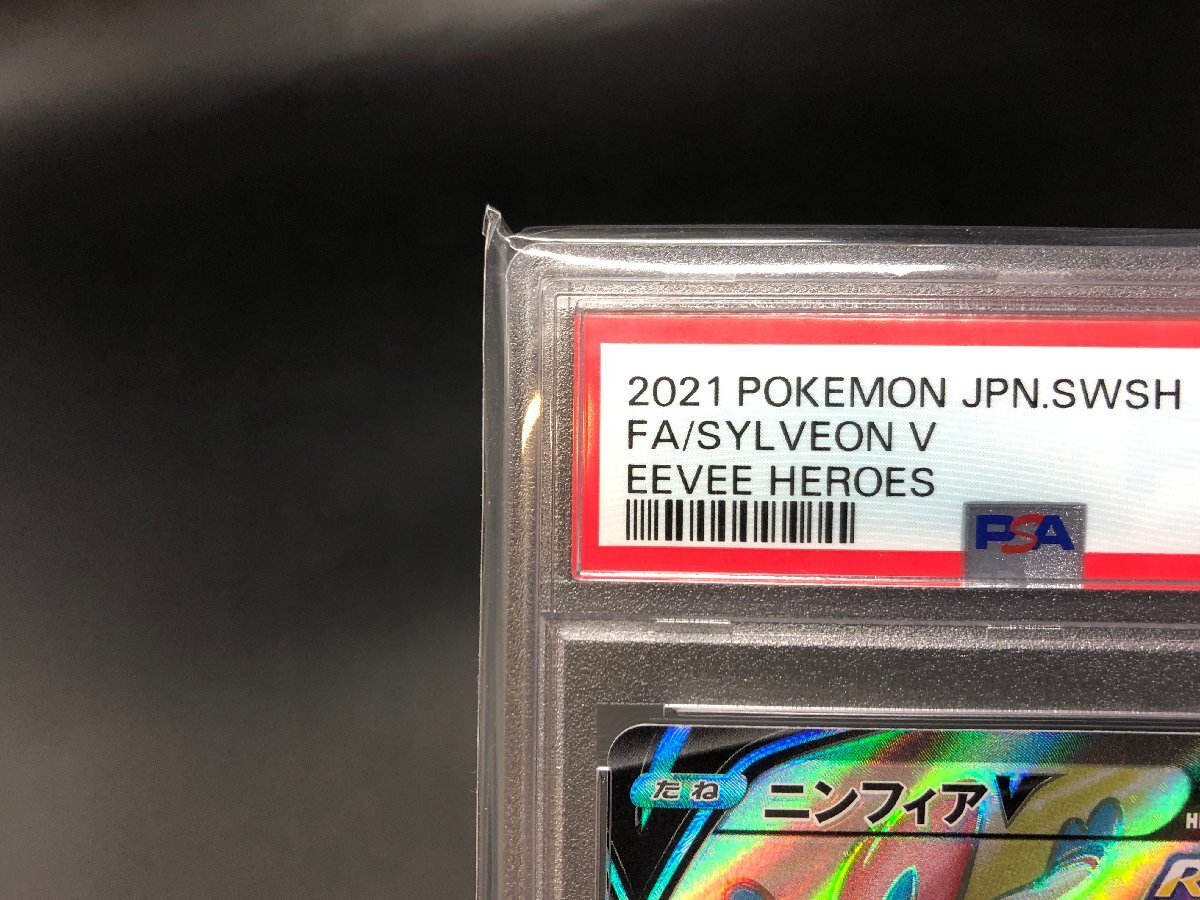 2021 POKEMON JPN.SWSH
FA/SYLVEON V
EEVEE HEROES
PSA
たね ニンフィアV